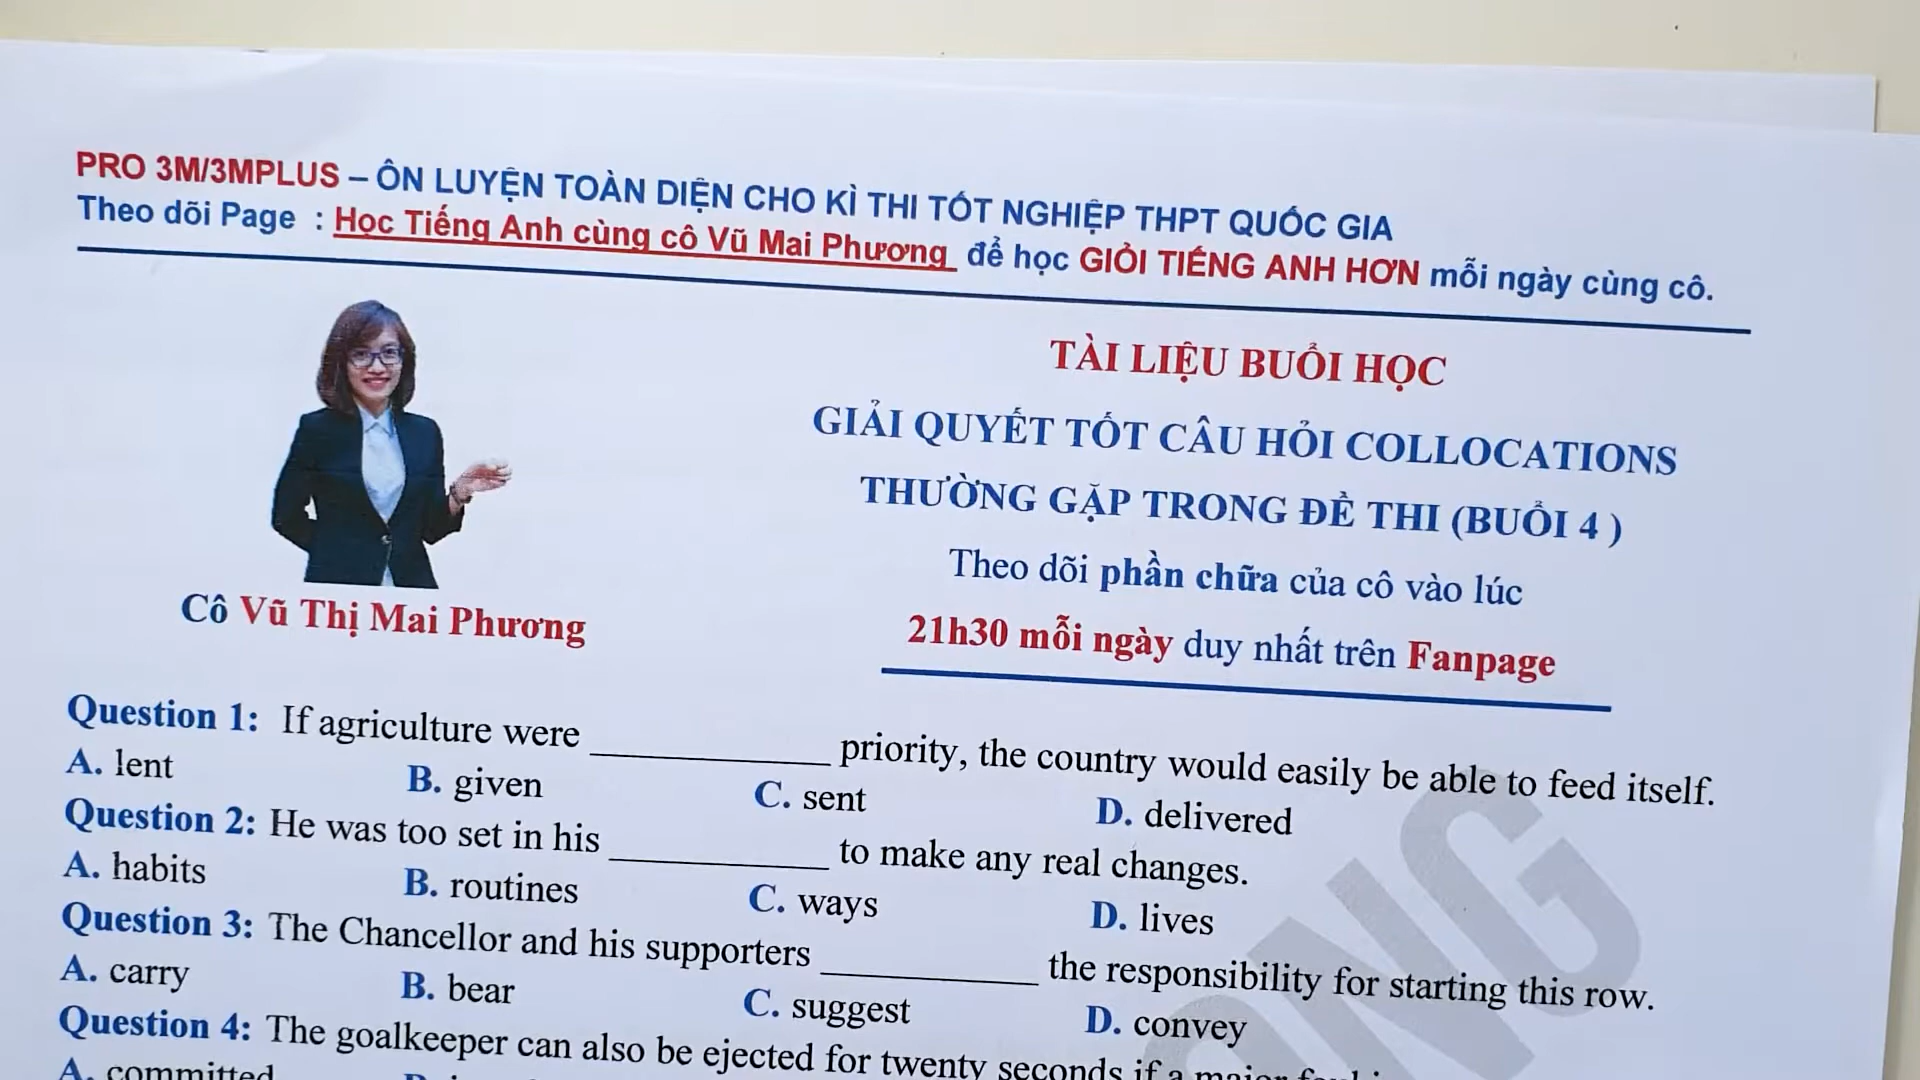 PRO 3M/3MPLUS – ÔN LUYỆN TOÀN DIỆN CHO KÌ THI TỐT NGHIỆP THPT QUỐC GIA
Theo dõi Page : Học Tiếng Anh cùng cô Vũ Mai Phương để học GIỎI TIẾNG ANH HƠN mỗi ngày cùng cô.
TÀI LIỆU BUỔI HỌC
GIẢI QUYẾT TỐT CÂU HỎI COLLOCATIONS
THƯỜNG GẶP TRONG ĐỀ THI (BUỔI 4 )
Theo dõi phần chữa của cô vào lúc
21h30 mỗi ngày duy nhất trên Fanpage
Cô Vũ Thị Mai Phương
Question 1: If agriculture were ____________ priority, the country would easily be able to feed itself.
A. lent B. given C. sent D. delivered
Question 2: He was too set in his ___________ to make any real changes.
A. habits B. routines C. ways D. lives
Question 3: The Chancellor and his supporters ___________ the responsibility for starting this row.
A. carry B. bear C. suggest D. convey
Question 4: The goalkeeper can also be ejected for twenty seconds if a major
A. committed B.
ONG